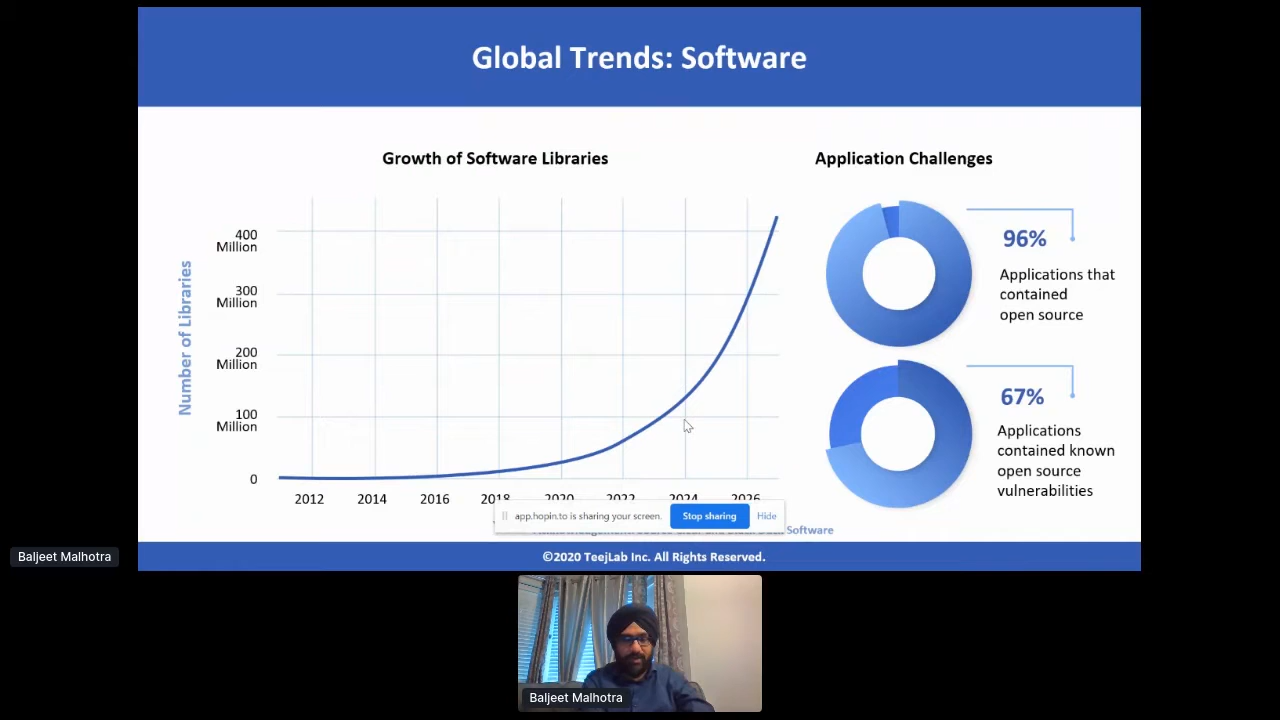 Global Trends: Software
Growth of Software Libraries
Number of Libraries
400
Million
300
Million
200
Million
100
Million
0
2012 2014 2016 2018 2020 2022 2024 2026
Application Challenges
96%
Applications that
contained
open source
67%
Applications
contained known
open source
vulnerabilities
app.hopin.to is sharing your screen.
Stop sharing
Hide
Software
©2020 TeejLab Inc. All Rights Reserved.
Baljeet Malhotra
Baljeet Malhotra